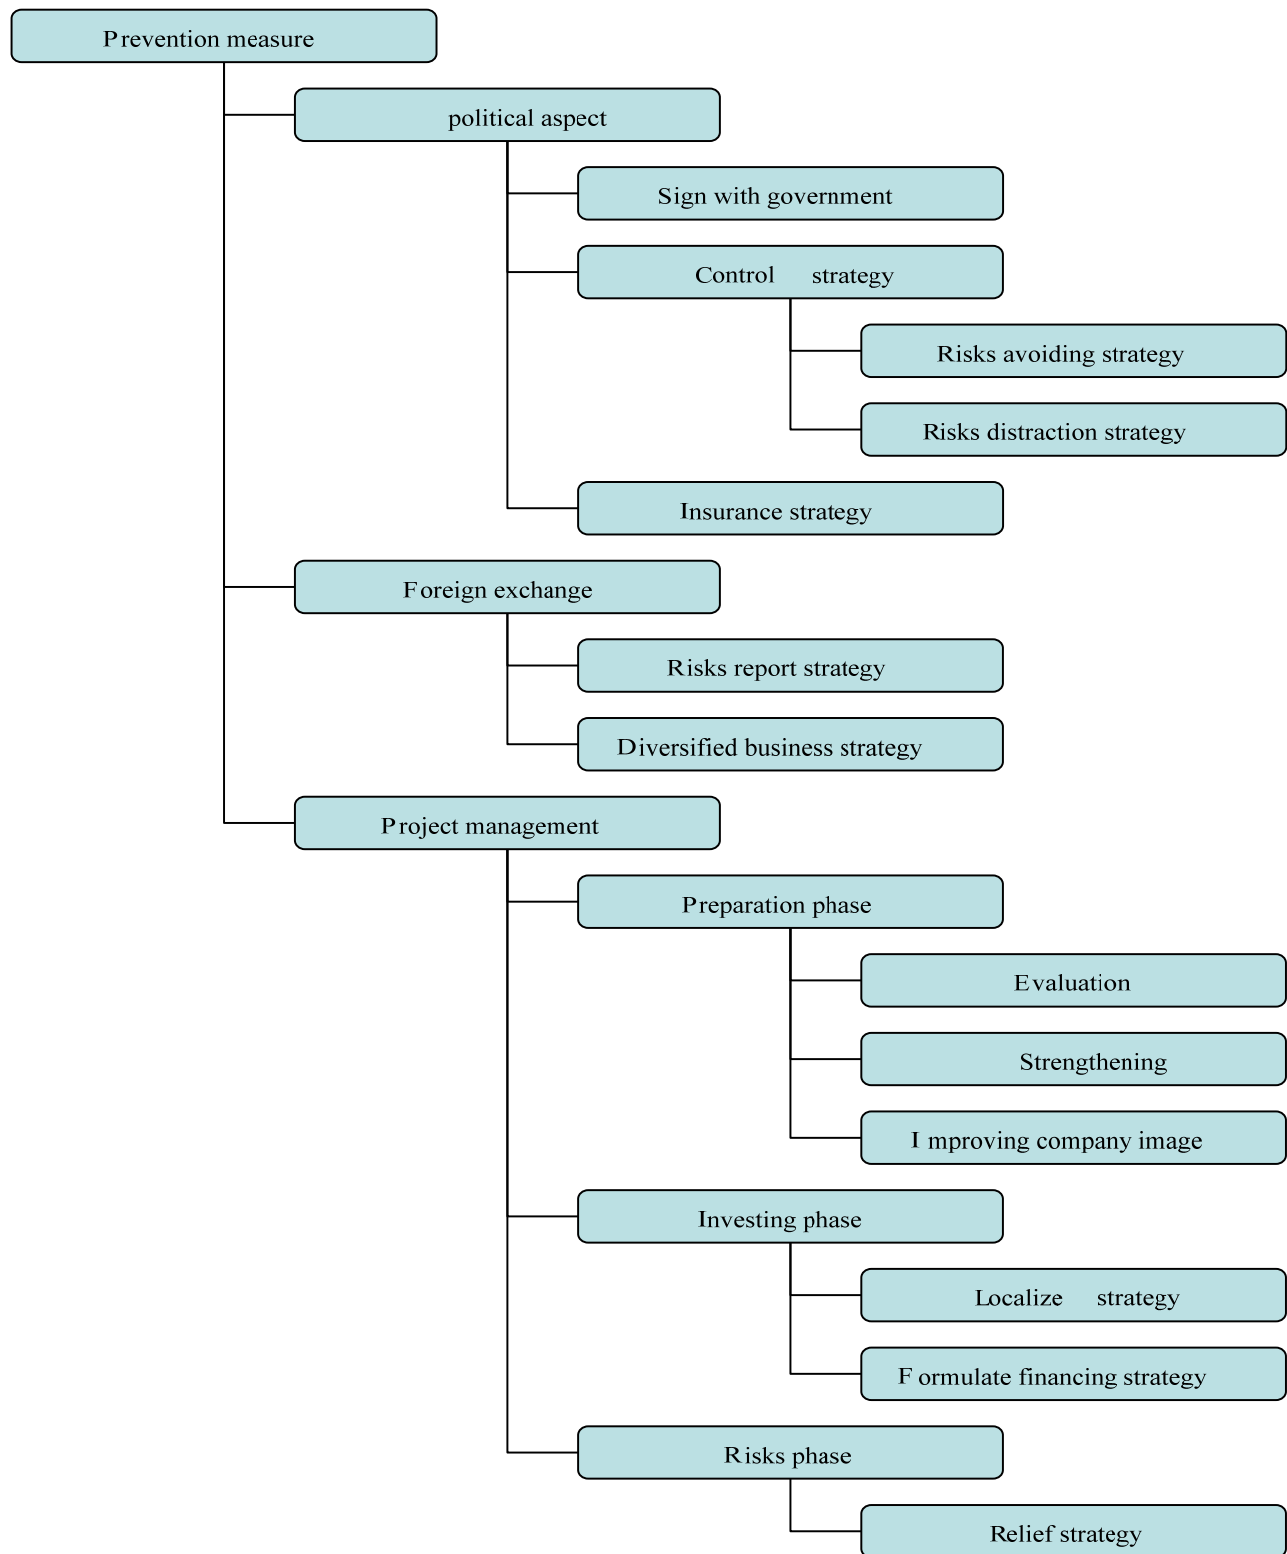 Prevention measure
political aspect
Sign with government
Control strategy
Risks avoiding strategy
Risks distraction strategy
Insurance strategy
Foreign exchange
Risks report strategy
Diversified business strategy
Project management
Preparation phase
Evaluation
Strengthening
Improving company image
Investing phase
Localize strategy
Formulate financing strategy
Risks phase
Relief strategy